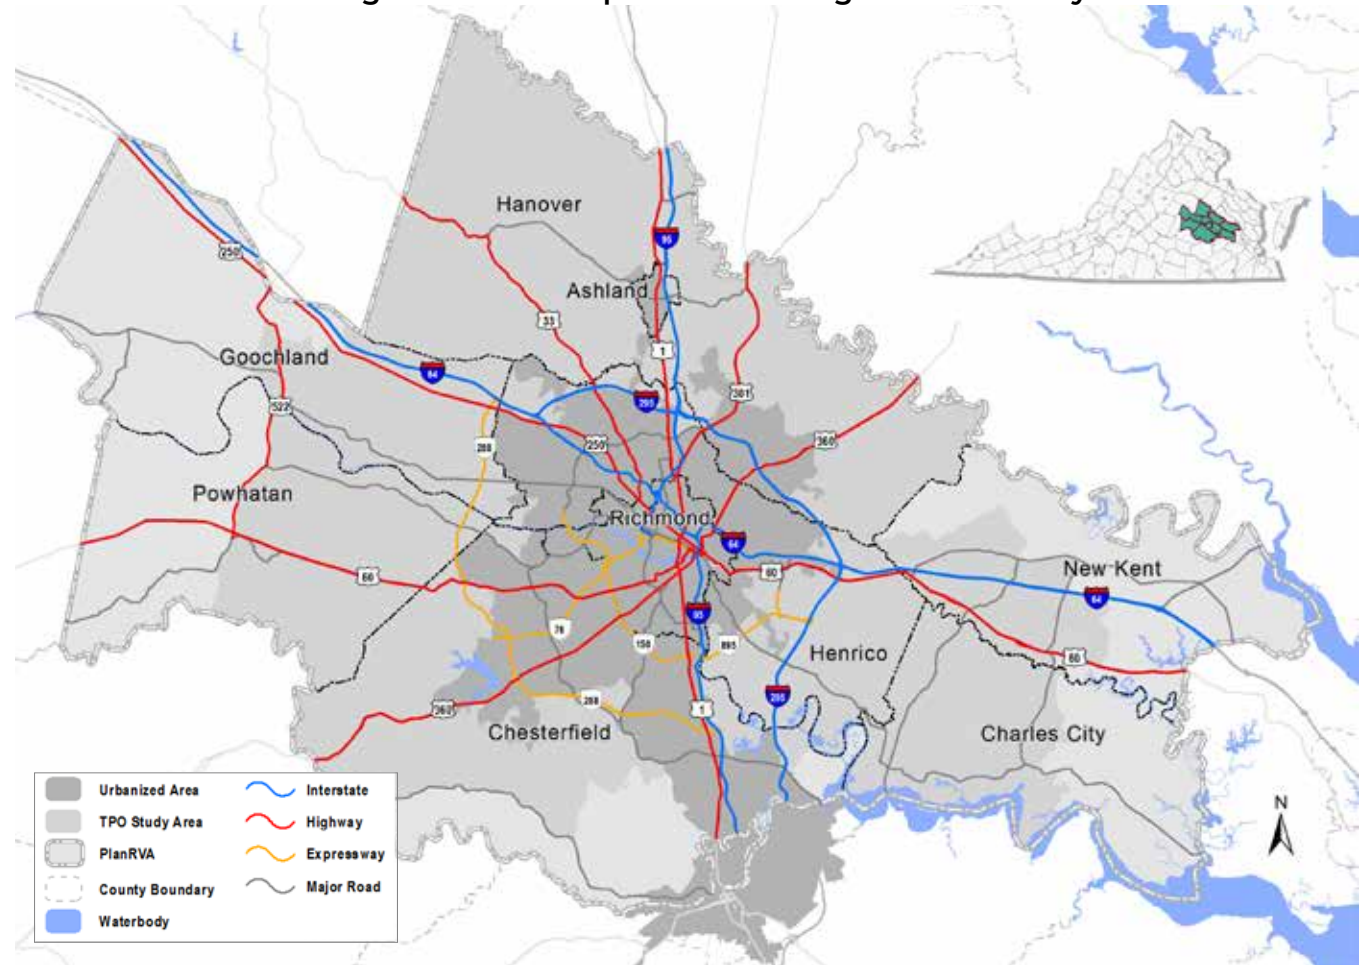 95
Hanover
250
Ashland
33
1
Goochland
64
301
295
522
360
250
288
Powhatan
Richmond
64
60
60
New Kent
64
95
76
150
895
Henrico
60
295
288
1
360
Chesterfield
Charles City
Urbanized Area
Interstate
TPO Study Area
Highway
PlanRVA
Expressway
County Boundary
Major Road
Waterbody
N